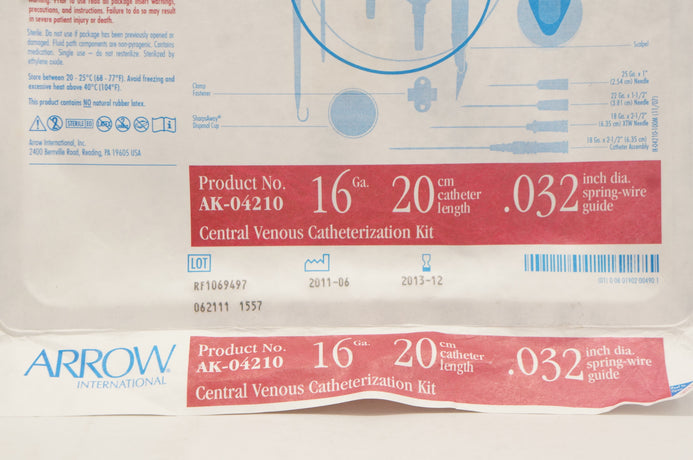 warning: Prior to use read all package insert warnings,
precautions, and instructions. Failure to do so may result
in severe patient injury or death.
Sterile. Do not use if package has been previously opened or
damaged. Fluid path components are non-pyrogenic. Contains
medication. Single use – do not resterilize. Sterilized by
ethylene oxide.
Store between 20 - 25°C (68 - 77°F). Avoid freezing and
excessive heat above 40°C (104°F).
This product contains NO natural rubber latex.
STERILE EO
Arrow International, Inc.
2400 Bernville Road, Reading, PA 19605 USA
Clamp
Fastener
SharpsAway®
Disposal Cup
Scalpel
25 Ga. x 1"
(2.54 cm) Needle
22 Ga. x 1-1/2"
(3.81 cm) Needle
18 Ga. x 2-1/2"
(6.35 cm) XTW Needle
18 Ga. x 2-1/2" (6.35 cm)
Catheter Assembly
Product No.
AK-04210
16 Ga.
20 cm
catheter
length
.032 inch dia.
spring-wire
guide
Central Venous Catheterization Kit
LOT
RF1069497
2011-06
2013-12
062111 1557
ARROW
INTERNATIONAL
Product No.
AK-04210
16 Ga.
20 cm
catheter
length
.032 inch dia.
spring-wire
guide
Central Venous Catheterization Kit